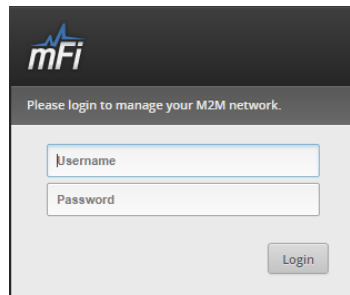 mFi
Please login to manage your M2M network.
Username
Password
Login